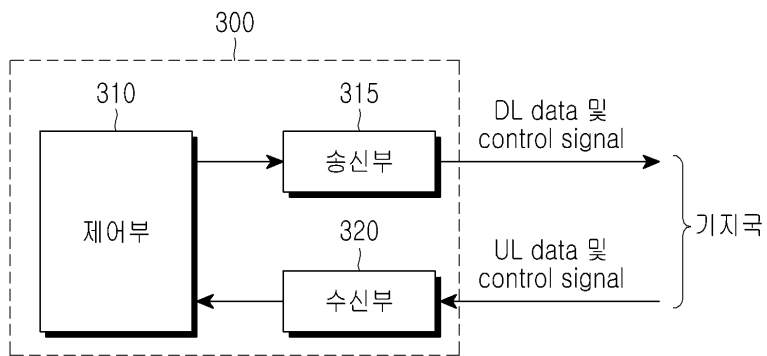 300
310
315
DL data 및
control signal
송신부
제어부
기지국
320
UL data 및
control signal
수신부